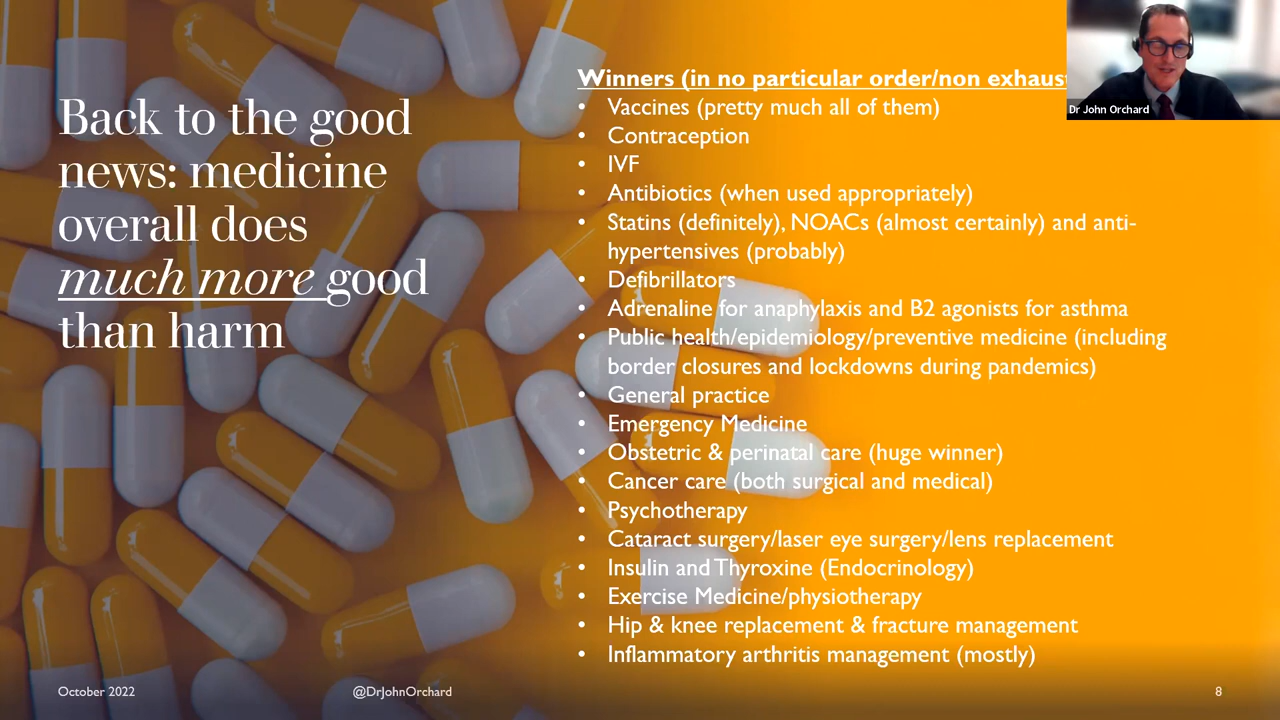 Back to the good
news: medicine
overall does
much more good
than harm
Winners (in no particular order/non exhaust
• Vaccines (pretty much all of them)
• Contraception
• IVF
• Antibiotics (when used appropriately)
• Statins (definitely), NOACs (almost certainly) and anti-
hypertensives (probably)
• Defibrillators
• Adrenaline for anaphylaxis and B2 agonists for asthma
• Public health/epidemiology/preventive medicine (including
border closures and lockdowns during pandemics)
• General practice
• Emergency Medicine
• Obstetric & perinatal care (huge winner)
• Cancer care (both surgical and medical)
• Psychotherapy
• Cataract surgery/laser eye surgery/lens replacement
• Insulin and Thyroxine (Endocrinology)
• Exercise Medicine/physiotherapy
• Hip & knee replacement & fracture management
• Inflammatory arthritis management (mostly)
Dr John Orchard
October 2022
@DrJohnOrchard
8